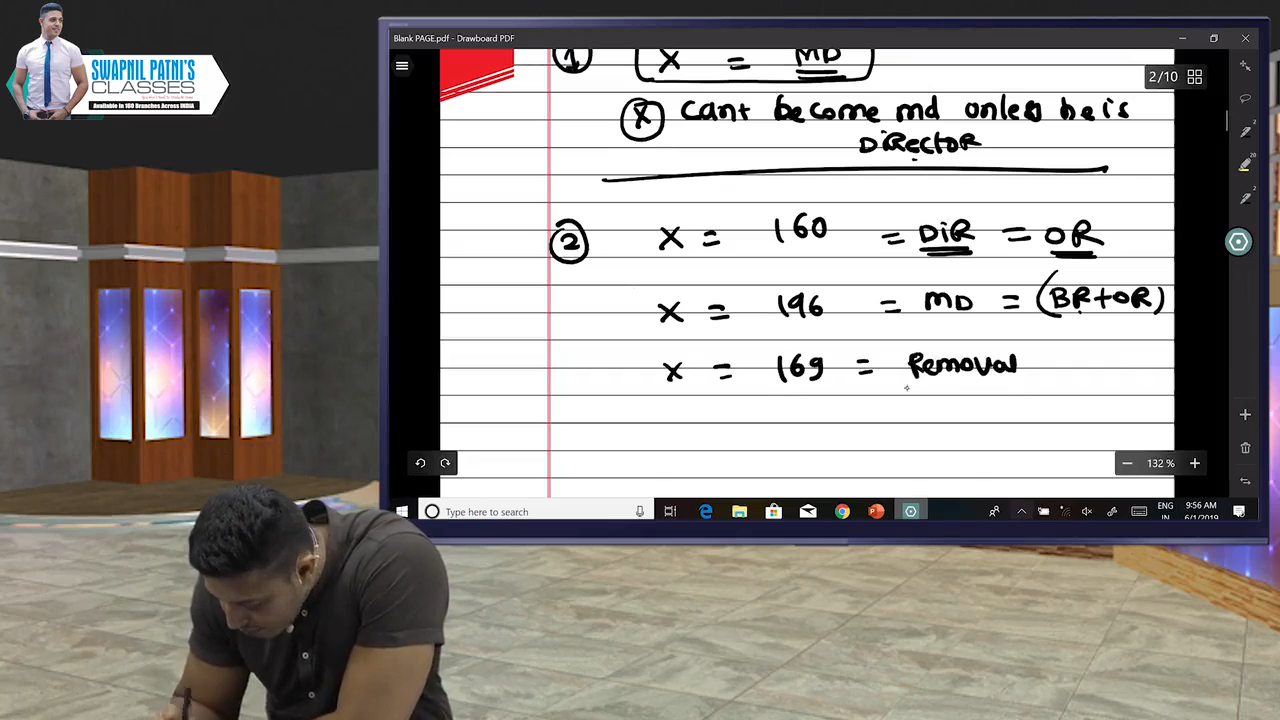 SWAPNIL PATNI'S
CLASSES
Available in 160 Branches Across INDIA
Blank PAGE.pdf - Drawboard PDF
2/10
1 X = MD
X Cant become md unless he is
DIRECTOR
2 X = 160 = DiR = OR
X = 196 = MD = (BR+OR)
X = 169 = Removal
132 %
Type here to search
ENG
IN
9:56 AM
6/1/2019